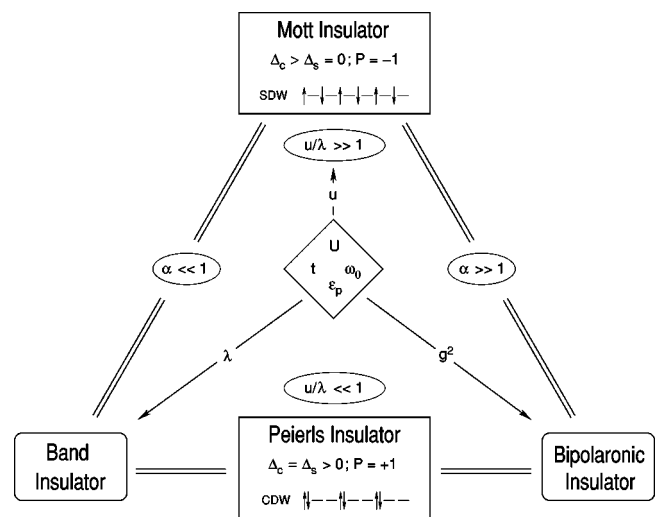 Mott Insulator
Δc > Δs = 0; P = −1
SDW
u/λ >> 1
u
U
t ω0
εp
α << 1
α >> 1
λ
g²
u/λ << 1
Band
Insulator
Peierls Insulator
Δc = Δs > 0; P = +1
CDW
Bipolaronic
Insulator